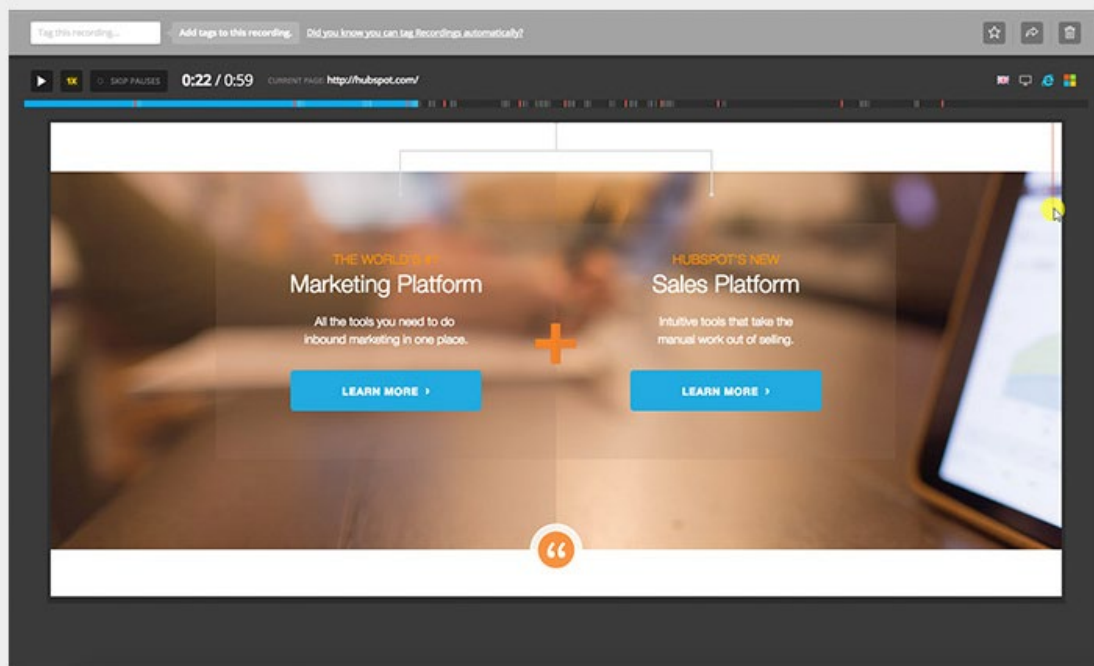 Tag this recording...
Add tags to this recording.
Did you know you can tag Recordings automatically?
1X
SKIP PAUSES
0:22 / 0:59
CURRENT PAGE: http://hubspot.com/
THE WORLD'S #1
Marketing Platform
All the tools you need to do
inbound marketing in one place.
LEARN MORE ›
HUBSPOT'S NEW
Sales Platform
Intuitive tools that take the
manual work out of selling.
LEARN MORE ›